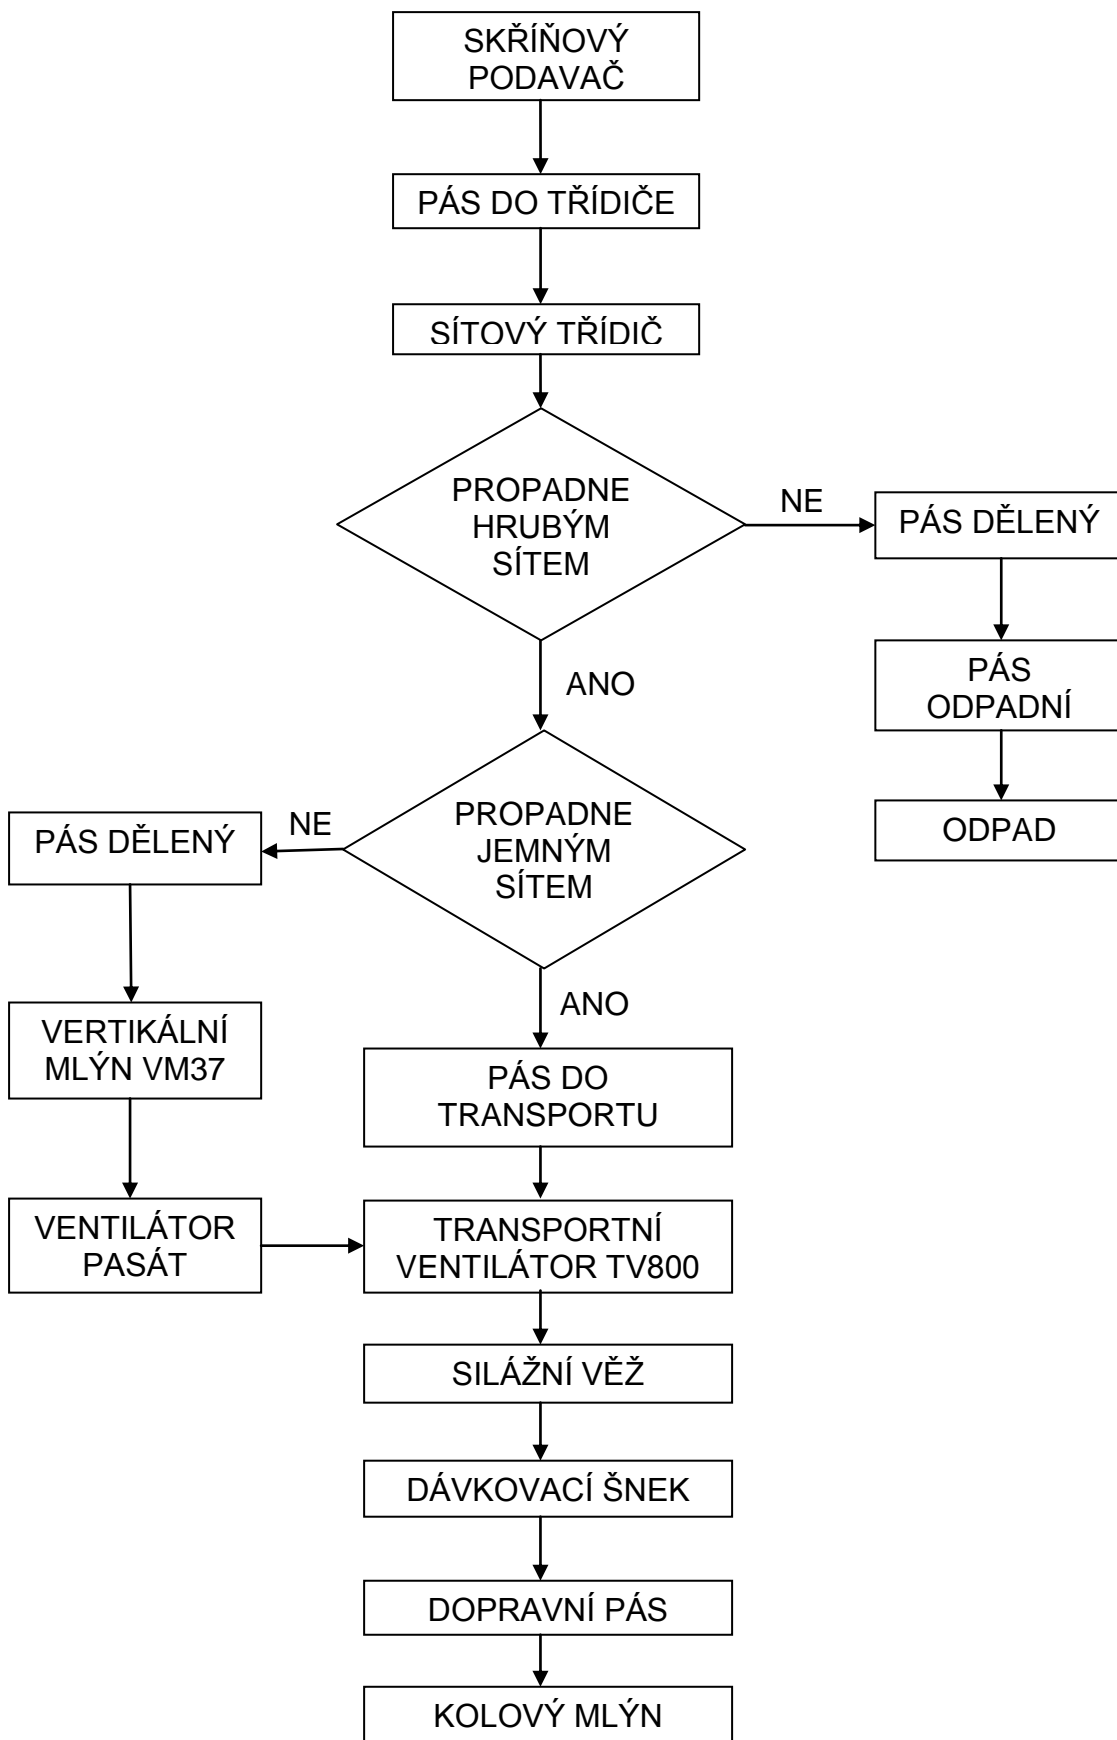 SKŘÍŇOVÝ
PODAVAČ
PÁS DO TŘÍDIČE
SÍTOVÝ TŘÍDIČ
PROPADNE
HRUBÝM
SÍTEM
NE
PÁS DĚLENÝ
PÁS
ODPADNÍ
ODPAD
ANO
PROPADNE
JEMNÝM
SÍTEM
NE
PÁS DĚLENÝ
VERTIKÁLNÍ
MLÝN VM37
VENTILÁTOR
PASÁT
ANO
PÁS DO
TRANSPORTU
TRANSPORTNÍ
VENTILÁTOR TV800
SILÁŽNÍ VĚŽ
DÁVKOVACÍ ŠNEK
DOPRAVNÍ PÁS
KOLOVÝ MLÝN